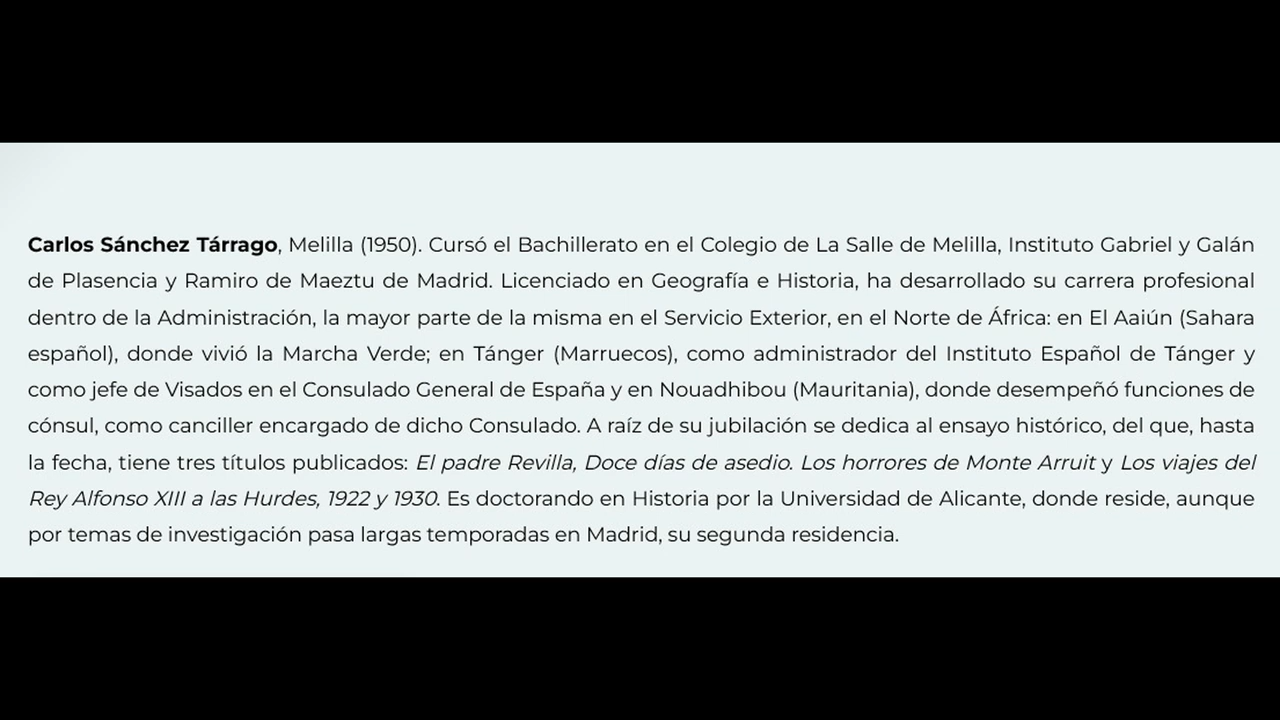 Carlos Sánchez Tárrago, Melilla (1950). Cursó el Bachillerato en el Colegio de La Salle de Melilla, Instituto Gabriel y Galán
de Plasencia y Ramiro de Maeztu de Madrid. Licenciado en Geografía e Historia, ha desarrollado su carrera profesional
dentro de la Administración, la mayor parte de la misma en el Servicio Exterior, en el Norte de África: en El Aaiún (Sahara
español), donde vivió la Marcha Verde; en Tánger (Marruecos), como administrador del Instituto Español de Tánger y
como jefe de Visados en el Consulado General de España y en Nouadhibou (Mauritania), donde desempeñó funciones de
cónsul, como canciller encargado de dicho Consulado. A raíz de su jubilación se dedica al ensayo histórico, del que, hasta
la fecha, tiene tres títulos publicados: El padre Revilla, Doce días de asedio. Los horrores de Monte Arruit y Los viajes del
Rey Alfonso XIII a las Hurdes, 1922 y 1930. Es doctorando en Historia por la Universidad de Alicante, donde reside, aunque
por temas de investigación pasa largas temporadas en Madrid, su segunda residencia.